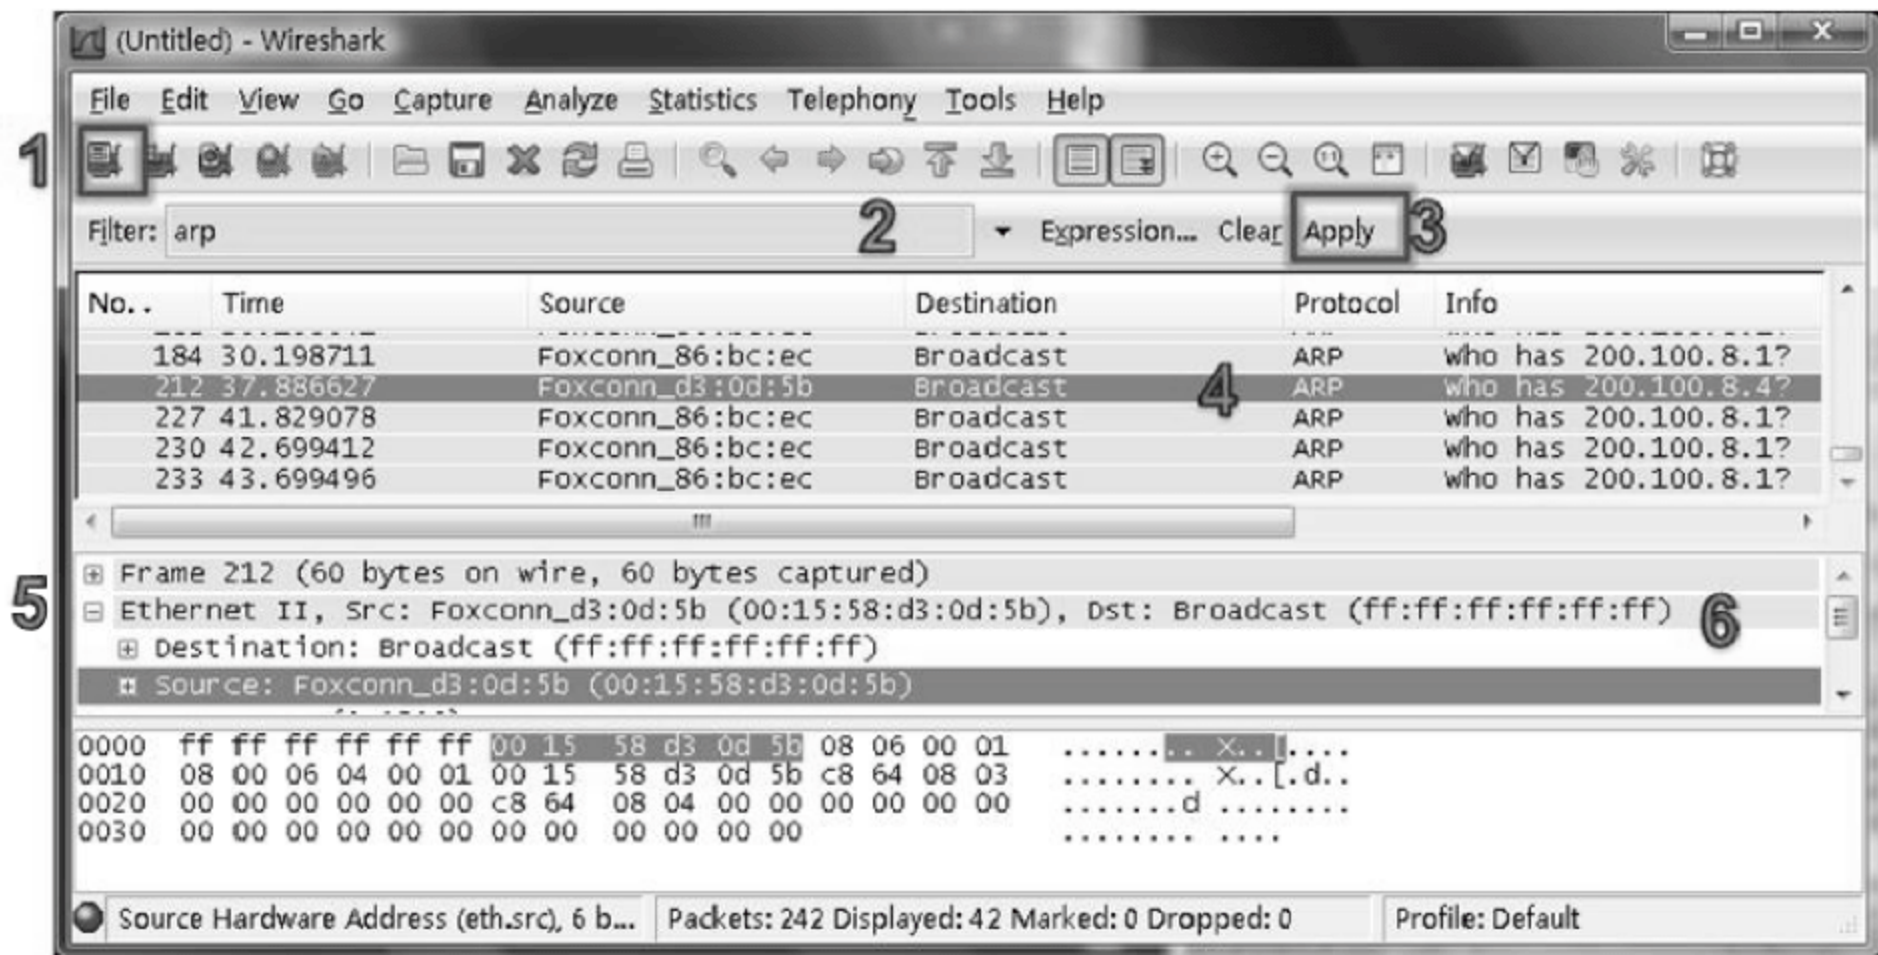 (Untitled) - Wireshark
File Edit View Go Capture Analyze Statistics Telephony Tools Help
1
Filter: arp 2 Expression... Clear Apply 3
No. . Time Source Destination Protocol Info
184 30.198711 Foxconn_86:bc:ec Broadcast ARP who has 200.100.8.1?
212 37.886627 Foxconn_d3:0d:5b Broadcast 4 ARP who has 200.100.8.4?
227 41.829078 Foxconn_86:bc:ec Broadcast ARP who has 200.100.8.1?
230 42.699412 Foxconn_86:bc:ec Broadcast ARP who has 200.100.8.1?
233 43.699496 Foxconn_86:bc:ec Broadcast ARP who has 200.100.8.1?
Frame 212 (60 bytes on wire, 60 bytes captured)
5 Ethernet II, Src: Foxconn_d3:0d:5b (00:15:58:d3:0d:5b), Dst: Broadcast (ff:ff:ff:ff:ff:ff) 6
Destination: Broadcast (ff:ff:ff:ff:ff:ff)
Source: Foxconn_d3:0d:5b (00:15:58:d3:0d:5b)
0000 ff ff ff ff ff ff 00 15 58 d3 0d 5b 08 06 00 01 ........ X..[....
0010 08 00 06 04 00 01 00 15 58 d3 0d 5b c8 64 08 03 ........ X..[.d..
0020 00 00 00 00 00 00 c8 64 08 04 00 00 00 00 00 00 .......d ........
0030 00 00 00 00 00 00 00 00 00 00 00 00 ........ ....
Source Hardware Address (eth.src), 6 b... Packets: 242 Displayed: 42 Marked: 0 Dropped: 0 Profile: Default